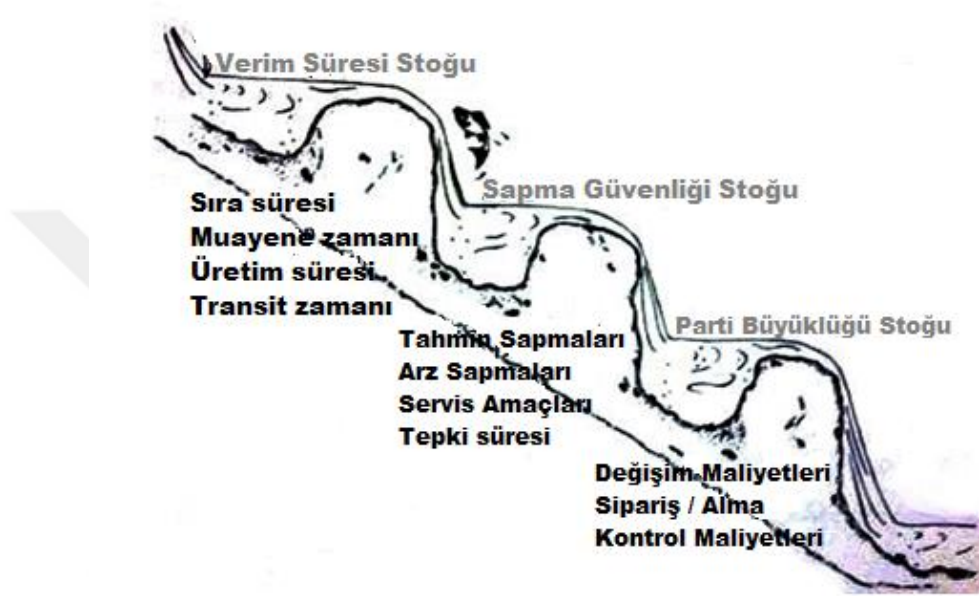 Verim Süresi Stoğu
Sıra süresi
Muayene zamanı
Üretim süresi
Transit zamanı
Sapma Güvenliği Stoğu
Tahmin Sapmaları
Arz Sapmaları
Servis Amaçları
Tepki süresi
Parti Büyüklüğü Stoğu
Değişim Maliyetleri
Sipariş / Alma
Kontrol Maliyetleri